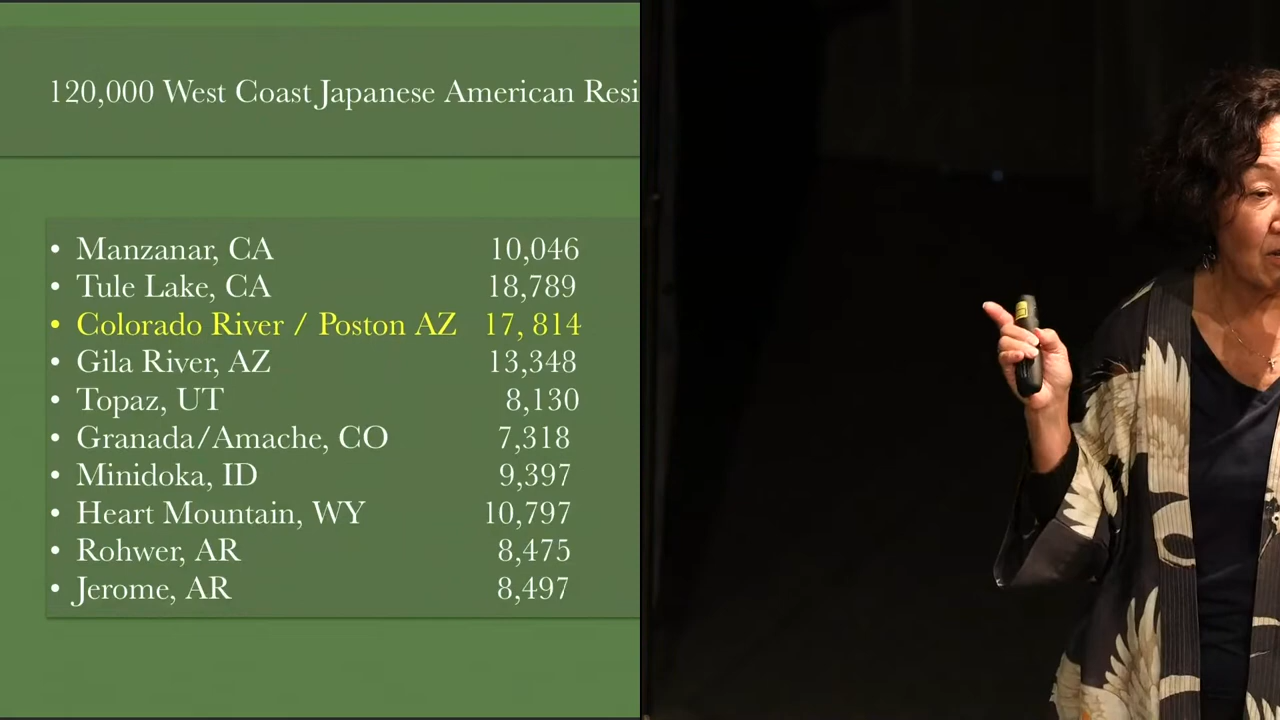 120,000 West Coast Japanese American
• Manzanar, CA 10,046
• Tule Lake, CA 18,789
• Colorado River / Poston AZ 17, 814
• Gila River, AZ 13,348
• Topaz, UT 8,130
• Granada/Amache, CO 7,318
• Minidoka, ID 9,397
• Heart Mountain, WY 10,797
• Rohwer, AR 8,475
• Jerome, AR 8,497